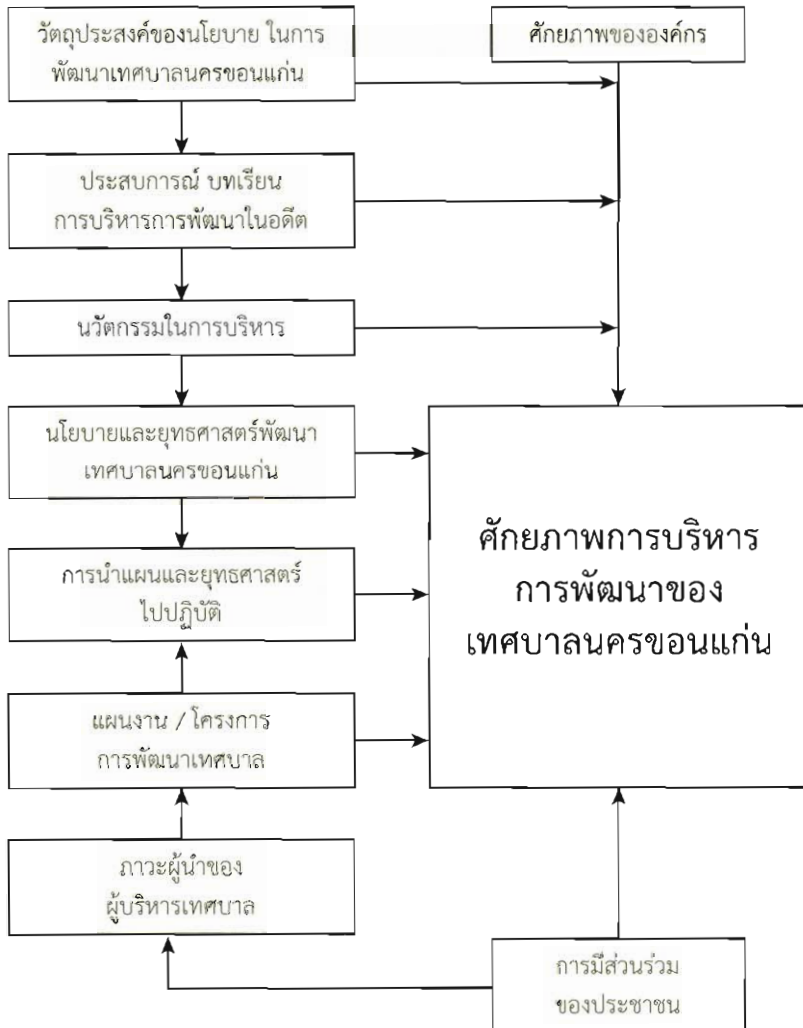 วัตถุประสงค์ของนโยบาย ในการ
พัฒนาเทศบาลนครขอนแก่น
ศักยภาพขององค์กร
ประสบการณ์ บทเรียน
การบริหารการพัฒนาในอดีต
นวัตกรรมในการบริหาร
นโยบายและยุทธศาสตร์พัฒนา
เทศบาลนครขอนแก่น
การนำแผนและยุทธศาสตร์
ไปปฏิบัติ
แผนงาน / โครงการ
การพัฒนาเทศบาล
ภาวะผู้นำของ
ผู้บริหารเทศบาล
ศักยภาพการบริหาร
การพัฒนาของ
เทศบาลนครขอนแก่น
การมีส่วนร่วม
ของประชาชน